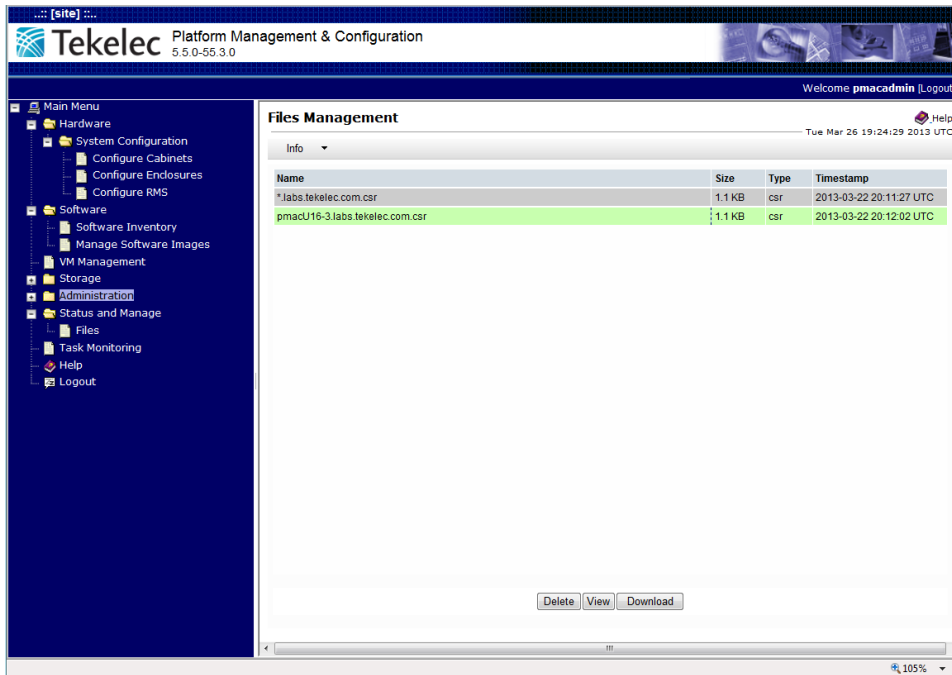 ..:: [site] ::..
Tekelec Platform Management & Configuration
5.5.0-55.3.0
Welcome pmacadmin [Logout
Main Menu
Hardware
System Configuration
Configure Cabinets
Configure Enclosures
Configure RMS
Software
Software Inventory
Manage Software Images
VM Management
Storage
Administration
Status and Manage
Files
Task Monitoring
Help
Logout
Files Management
Help
Tue Mar 26 19:24:29 2013 UTC
Info
Name Size Type Timestamp
*.labs.tekelec.com.csr 1.1 KB csr 2013-03-22 20:11:27 UTC
pmacU16-3.labs.tekelec.com.csr 1.1 KB csr 2013-03-22 20:12:02 UTC
Delete View Download
105%